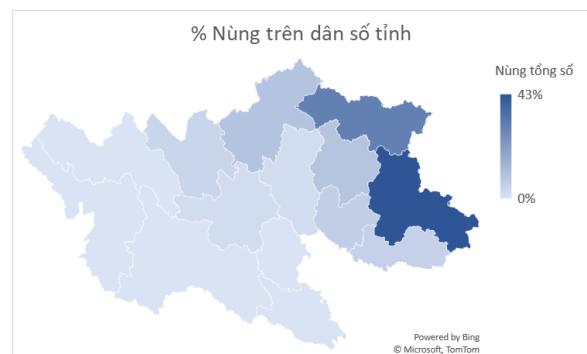 % Nùng trên dân số tỉnh
Nùng tổng số
43%
0%
Powered by Bing
© Microsoft, TomTom